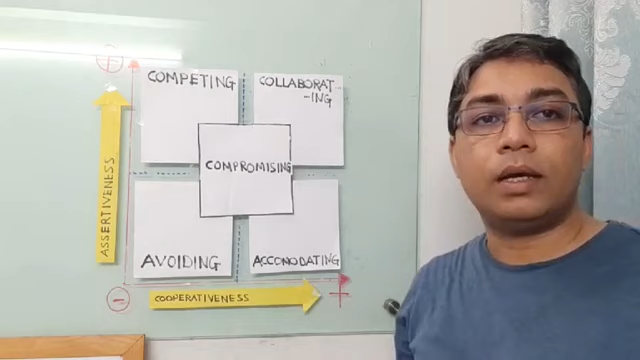 +
COMPETING
COLLABORAT-
-ING
COMPROMISING
ASSERTIVENESS
AVOIDING
ACCOMODATING
-
COOPERATIVENESS
+